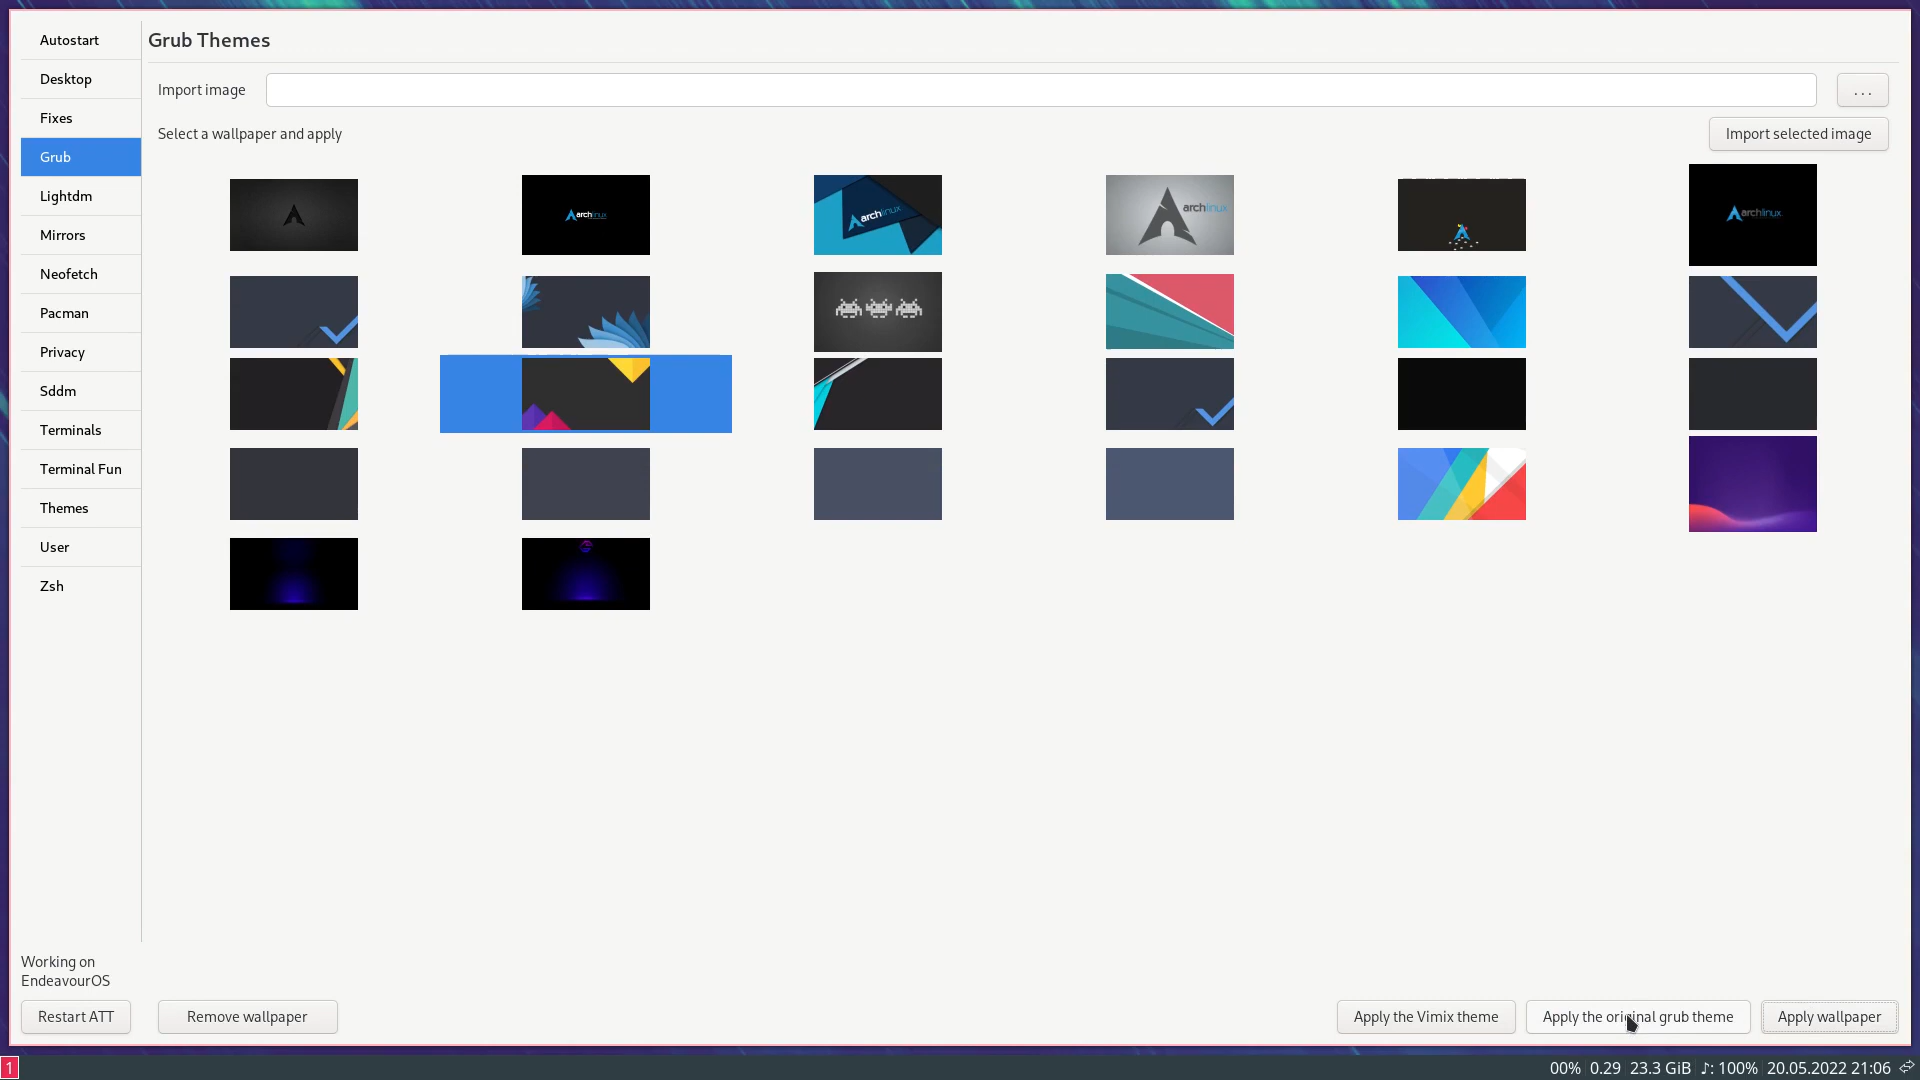 Autostart
Desktop
Fixes
Grub
Lightdm
Mirrors
Neofetch
Pacman
Privacy
Sddm
Terminals
Terminal Fun
Themes
User
Zsh
Grub Themes
Import image
...
Select a wallpaper and apply
Import selected image
archlinux
archlinux
archlinux
archlinux
Working on
EndeavourOS
Restart ATT
Remove wallpaper
Apply the Vimix theme
Apply the original grub theme
Apply wallpaper
1
00% 0.29 23.3 GiB ♪: 100% 20.05.2022 21:06